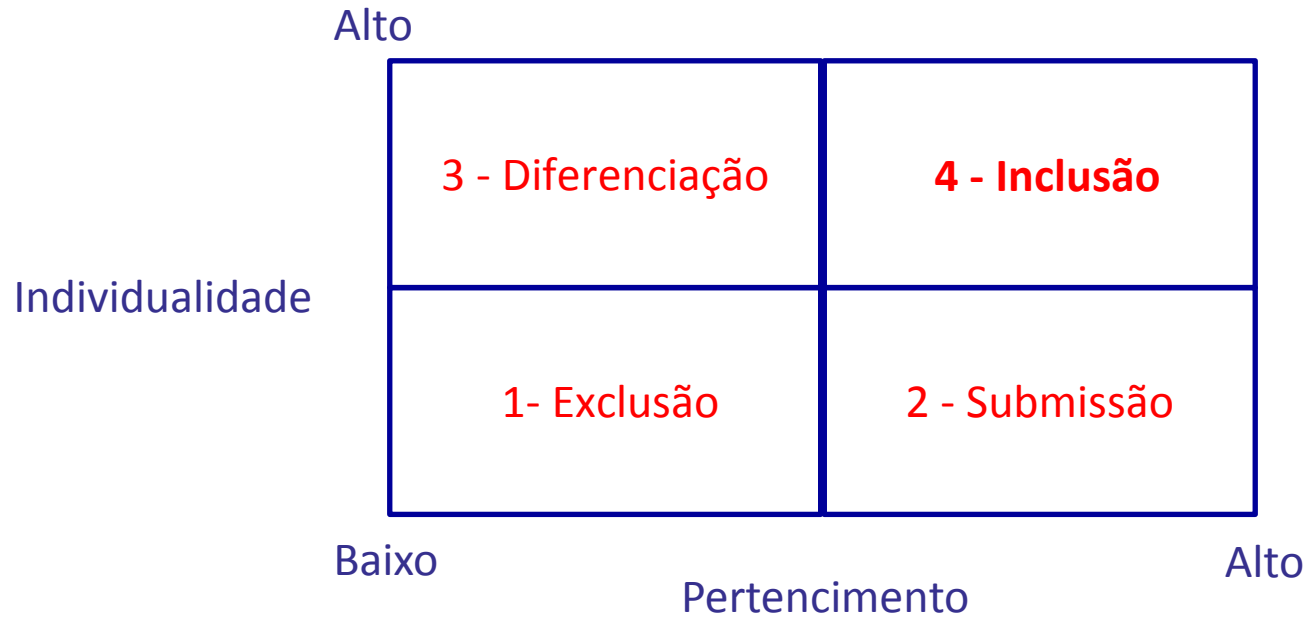 Alto
3 - Diferenciação
4 - Inclusão
Individualidade
1- Exclusão
2 - Submissão
Baixo
Alto
Pertencimento